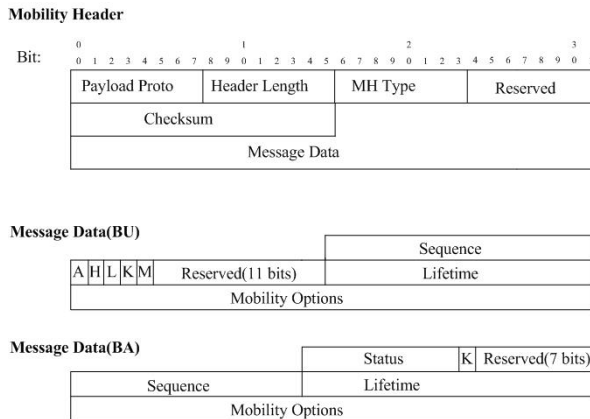 Mobility Header
0 1 2 3
Bit: 0 1 2 3 4 5 6 7 8 9 0 1 2 3 4 5 6 7 8 9 0 1 2 3 4 5 6 7 8 9 0 1
Payload Proto Header Length MH Type Reserved
Checksum
Message Data
Message Data(BU)
Sequence
A H L K M Reserved(11 bits) Lifetime
Mobility Options
Message Data(BA)
Status K Reserved(7 bits)
Sequence Lifetime
Mobility Options